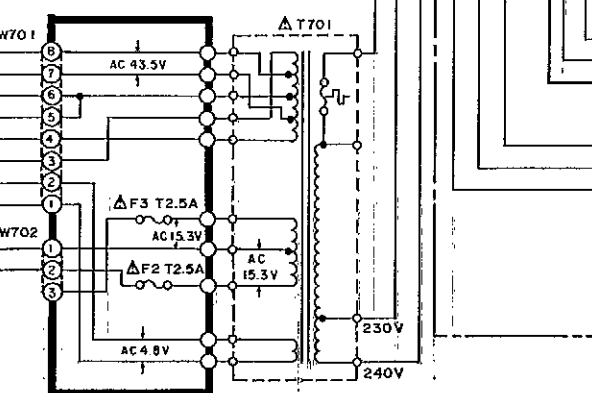 W701
⚠ T701
8
AC 43.5V
7
6
5
4
3
2
1
⚠ F3 T2.5A
AC15.3V
W702
1
AC
15.3V
2
⚠ F2 T2.5A
3
230V
AC 4.8V
240V